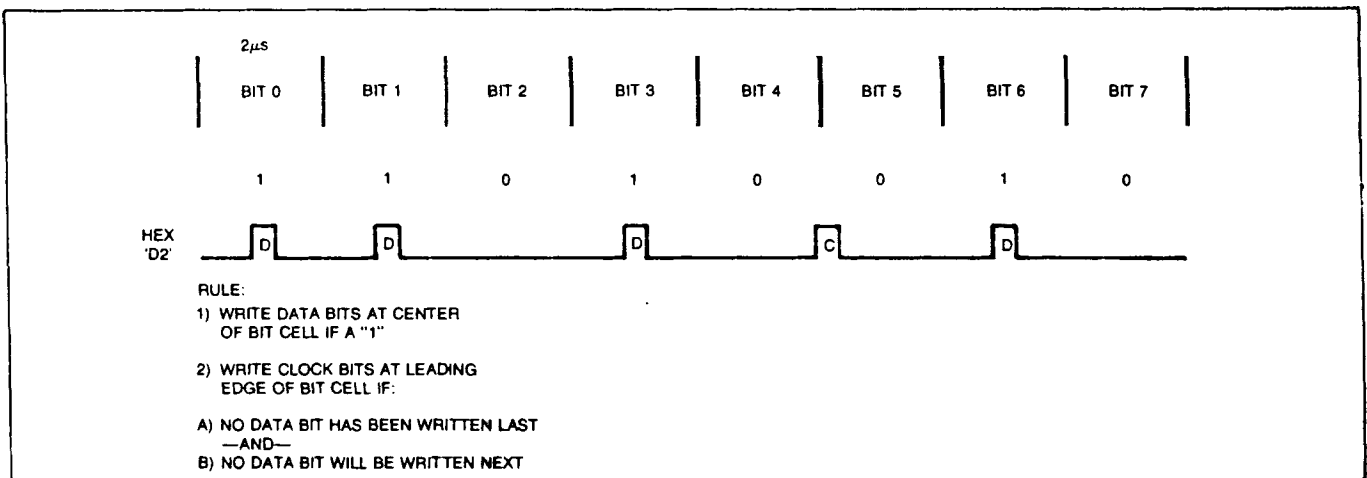 2μs
BIT 0 BIT 1 BIT 2 BIT 3 BIT 4 BIT 5 BIT 6 BIT 7
1 1 0 1 0 0 1 0
HEX
'D2'
D D D C D
RULE:
1) WRITE DATA BITS AT CENTER
OF BIT CELL IF A "1"
2) WRITE CLOCK BITS AT LEADING
EDGE OF BIT CELL IF:
A) NO DATA BIT HAS BEEN WRITTEN LAST
—AND—
B) NO DATA BIT WILL BE WRITTEN NEXT